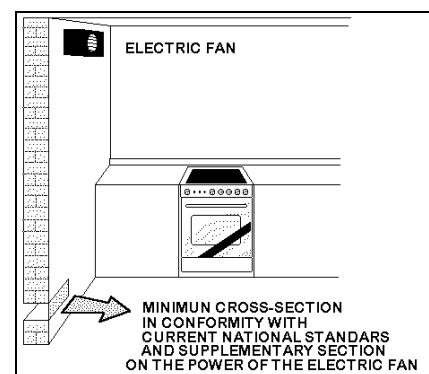 ELECTRIC FAN
MINIMUN CROSS-SECTION
IN CONFORMITY WITH
CURRENT NATIONAL STANDARS
AND SUPPLEMENTARY SECTION
ON THE POWER OF THE ELECTRIC FAN